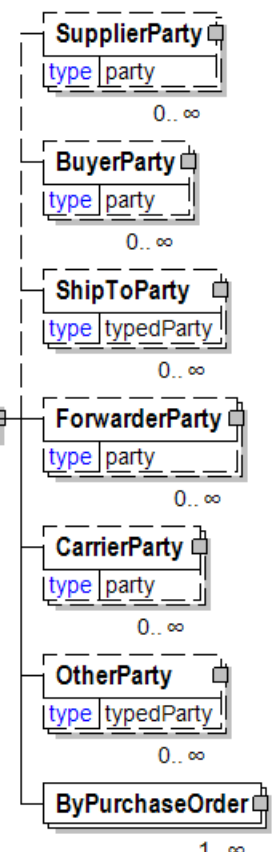 SupplierParty
type party
0.. ∞
BuyerParty
type party
0.. ∞
ShipToParty
type typedParty
0.. ∞
ForwarderParty
type party
0.. ∞
CarrierParty
type party
0.. ∞
OtherParty
type typedParty
0.. ∞
ByPurchaseOrder
1.. ∞